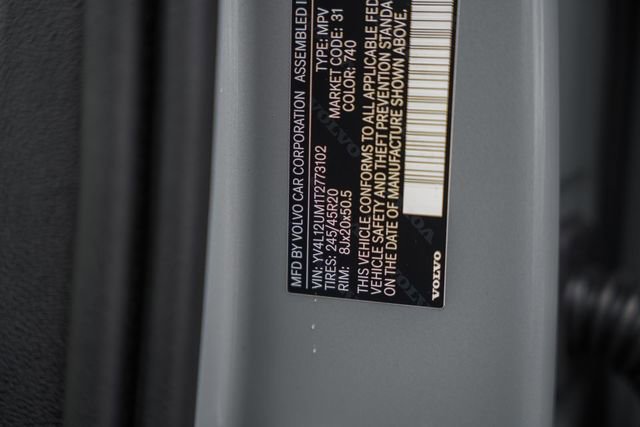 MFD BY VOLVO CAR CORPORATION ASSEMBLED I
VIN: YV4L12UM1T2773102 TYPE: MPV
TIRES: 245/45R20 MARKET CODE: 31
RIM: 8Jx20x50.5 COLOR: 740
THIS VEHICLE CONFORMS TO ALL APPLICABLE FED
VEHICLE SAFETY AND THEFT PREVENTION STANDA
ON THE DATE OF MANUFACTURE SHOWN ABOVE.
VOLVO